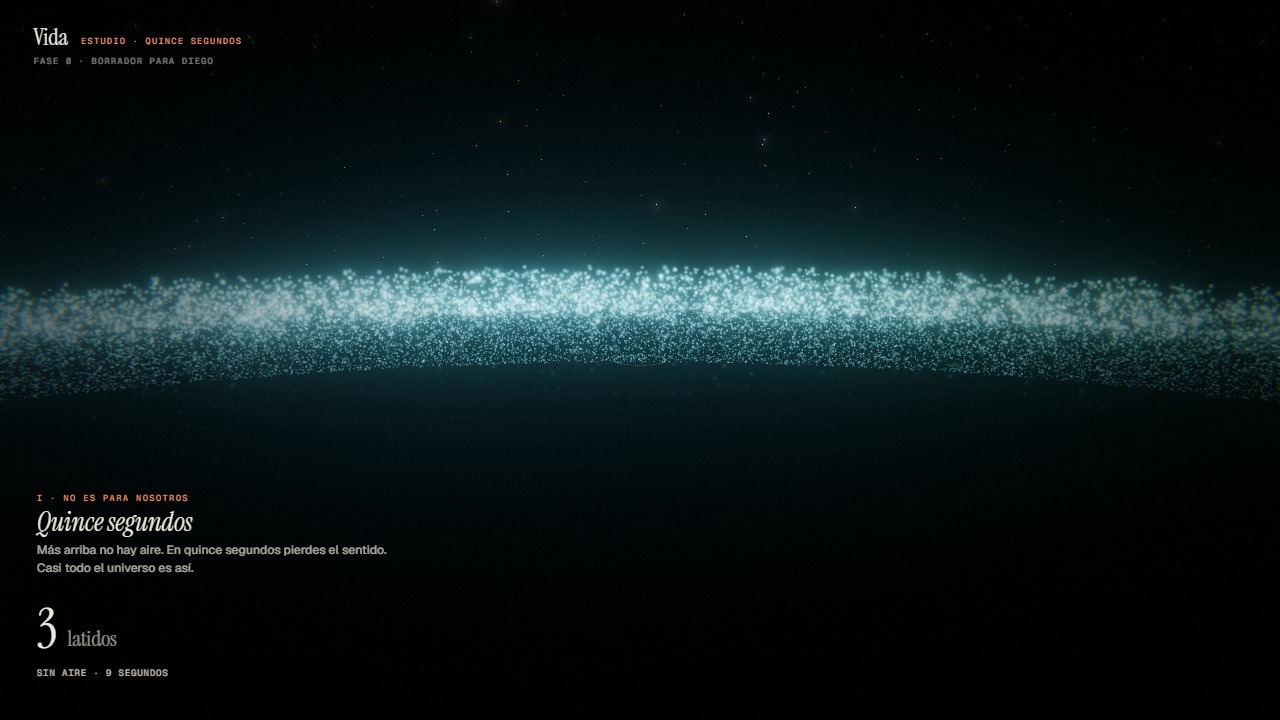 Vida ESTUDIO · QUINCE SEGUNDOS
FASE 0 · BORRADOR PARA DIEGO
I · NO ES PARA NOSOTROS
Quince segundos
Más arriba no hay aire. En quince segundos pierdes el sentido.
Casi todo el universo es así.
3 latidos
SIN AIRE · 9 SEGUNDOS